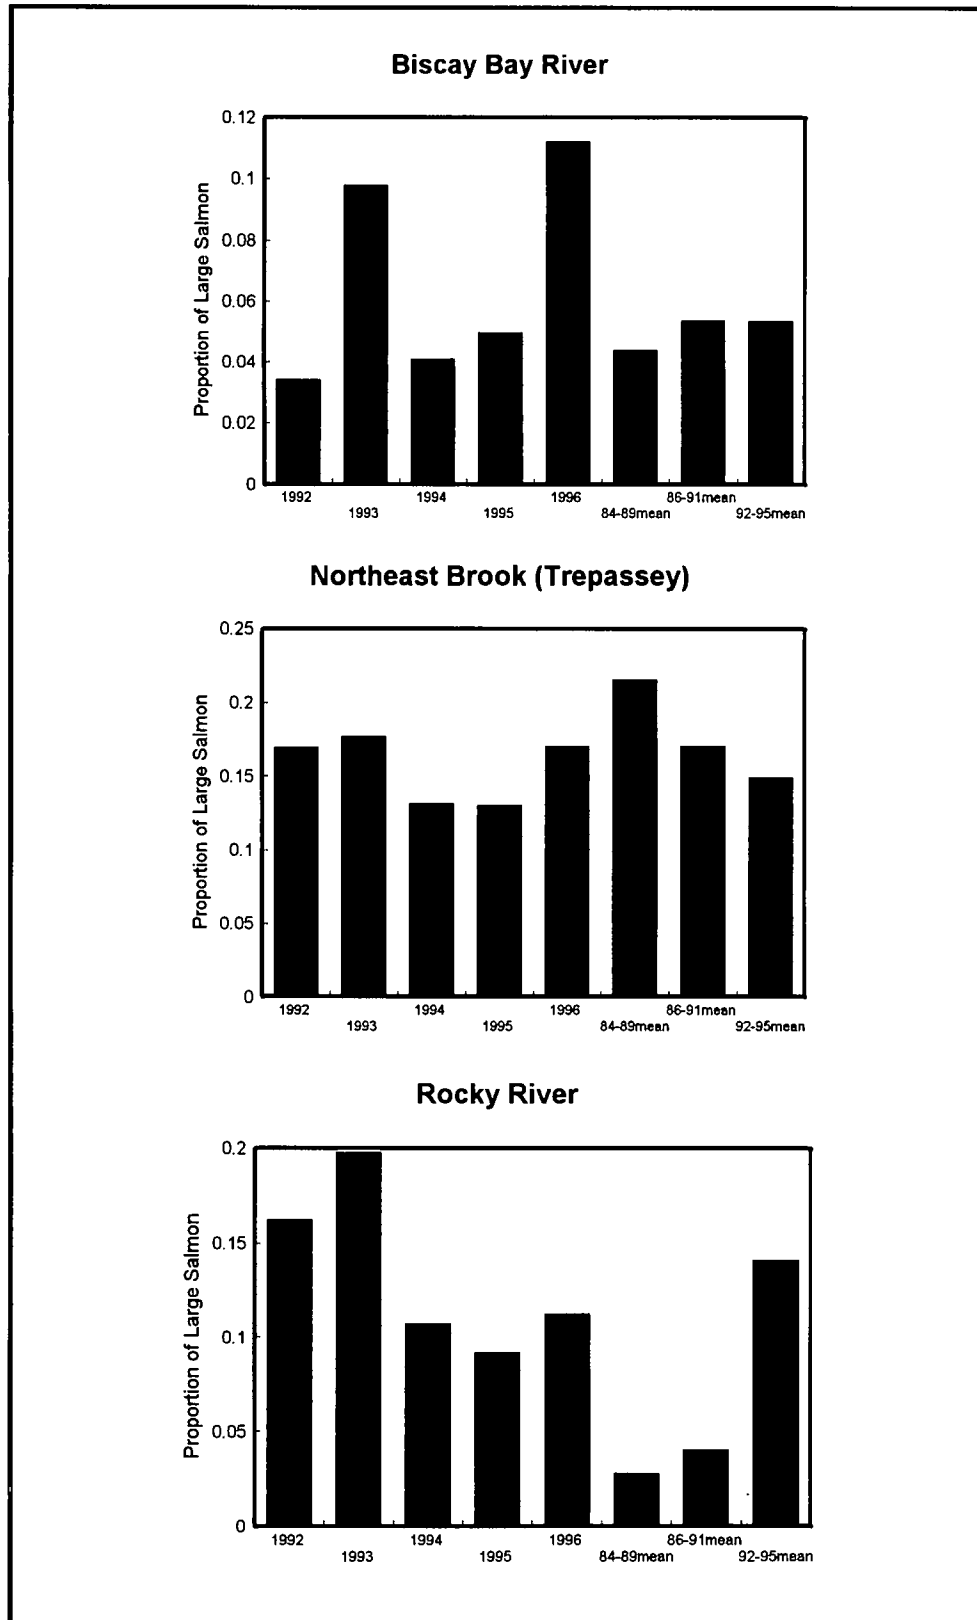 Biscay Bay River
Proportion of Large Salmon
0.12
0.1
0.08
0.06
0.04
0.02
0
1992 1994 1996 86-91mean
1993 1995 84-89mean 92-95mean
Northeast Brook (Trepassey)
Proportion of Large Salmon
0.25
0.2
0.15
0.1
0.05
0
1992 1994 1996 86-91mean
1993 1995 84-89mean 92-95mean
Rocky River
Proportion of Large Salmon
0.2
0.15
0.1
0.05
0
1992 1994 1996 86-91mean
1993 1995 84-89mean 92-95mean